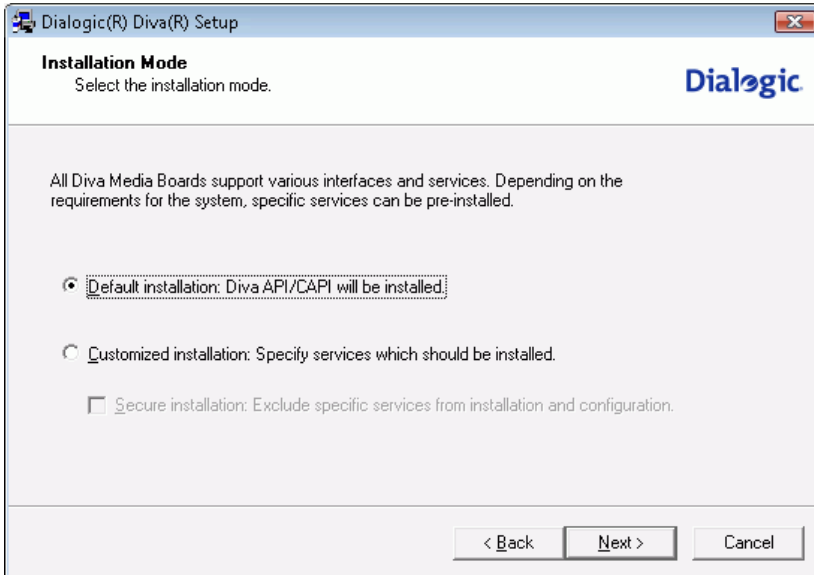 Dialogic(R) Diva(R) Setup
Installation Mode
Select the installation mode.
Dialogic
All Diva Media Boards support various interfaces and services. Depending on the
requirements for the system, specific services can be pre-installed.
Default installation: Diva API/CAPI will be installed.
Customized installation: Specify services which should be installed.
Secure installation: Exclude specific services from installation and configuration.
< Back
Next >
Cancel